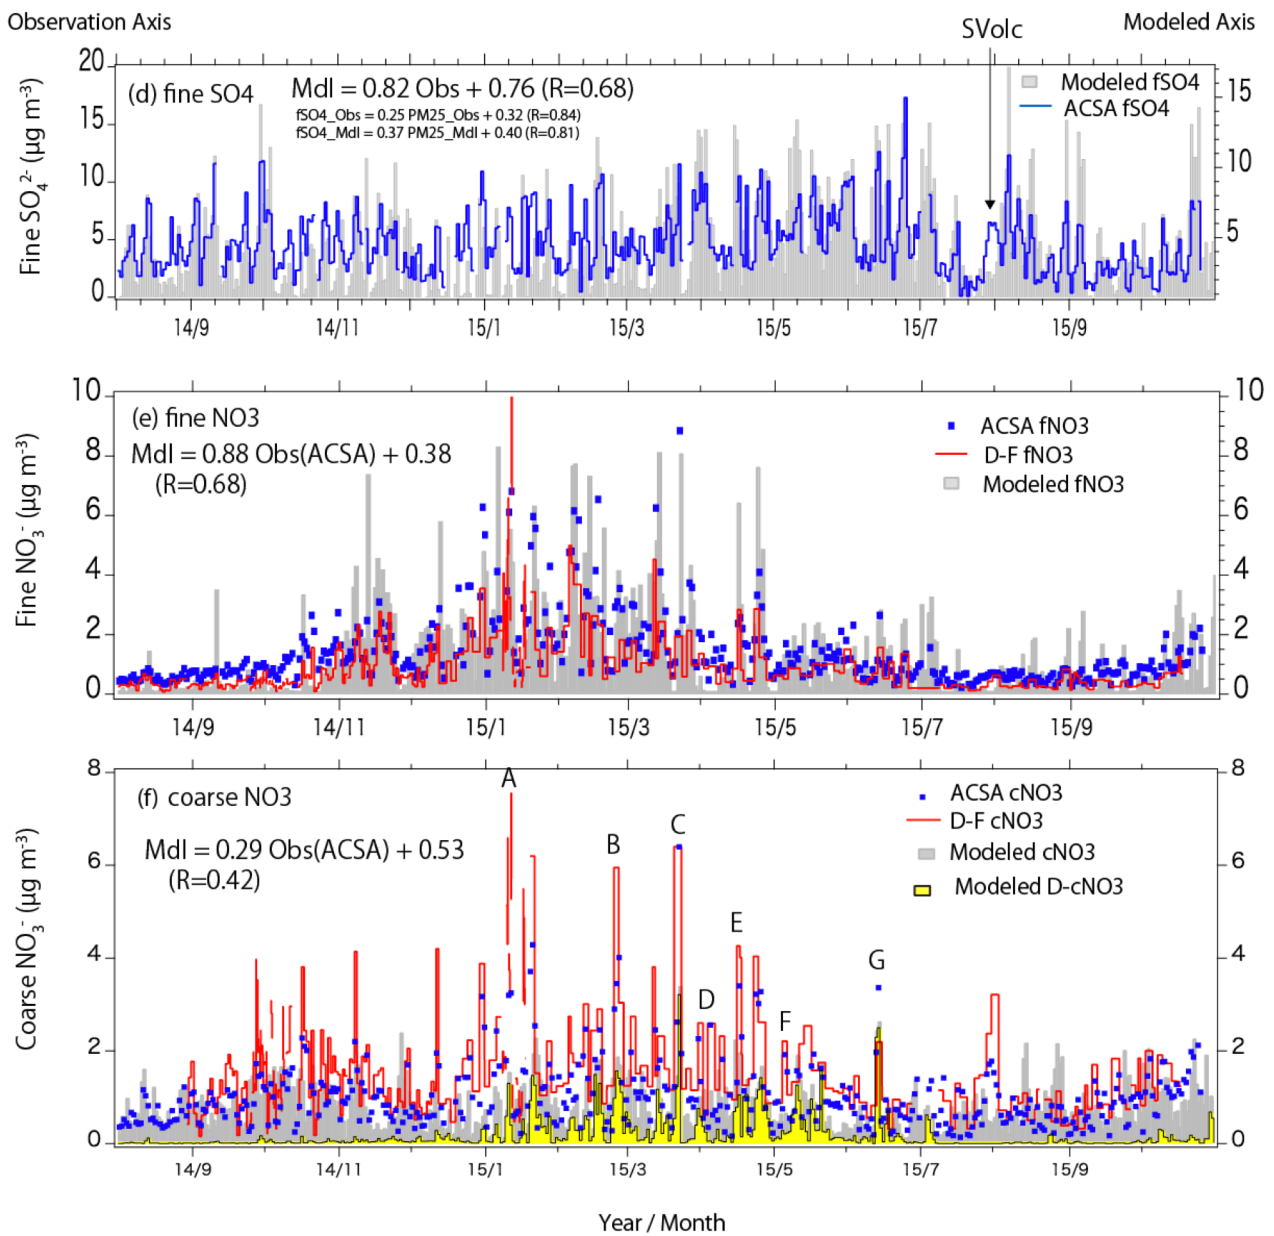 Observation Axis
SVolc
Modeled Axis
(d) fine SO4
Mdl = 0.82 Obs + 0.76 (R=0.68)
fSO4_Obs = 0.25 PM25_Obs + 0.32 (R=0.84)
fSO4_Mdl = 0.37 PM25_Mdl + 0.40 (R=0.81)
Modeled fSO4
ACSA fSO4
Fine SO₄²⁻ (μg m⁻³)
20
15
10
5
0
15
10
5
14/9 14/11 15/1 15/3 15/5 15/7 15/9
(e) fine NO3
Mdl = 0.88 Obs(ACSA) + 0.38
(R=0.68)
ACSA fNO3
D-F fNO3
Modeled fNO3
Fine NO₃⁻ (μg m⁻³)
10
8
6
4
2
0
10
8
6
4
2
0
14/9 14/11 15/1 15/3 15/5 15/7 15/9
(f) coarse NO3
Mdl = 0.29 Obs(ACSA) + 0.53
(R=0.42)
A
B
C
D
E
F
G
ACSA cNO3
D-F cNO3
Modeled cNO3
Modeled D-cNO3
Coarse NO₃⁻ (μg m⁻³)
8
6
4
2
0
8
6
4
2
0
14/9 14/11 15/1 15/3 15/5 15/7 15/9
Year / Month